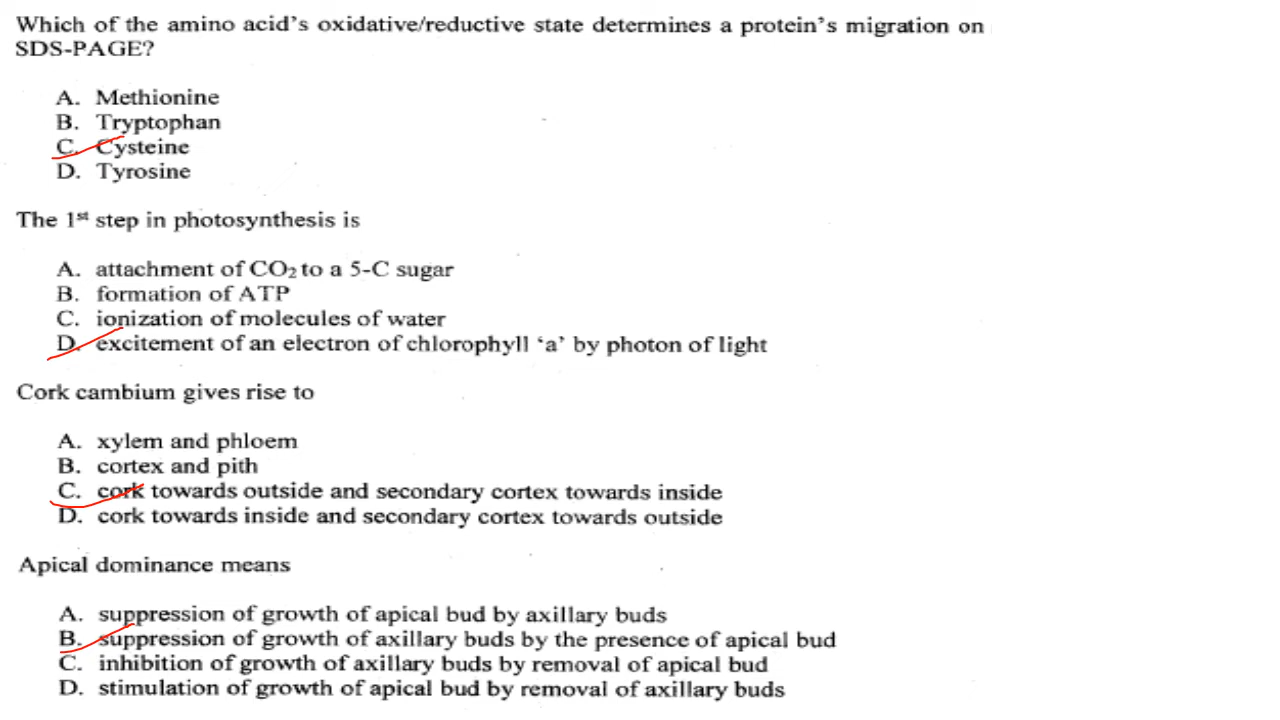 Which of the amino acid's oxidative/reductive state determines a protein's migration on
SDS-PAGE?
A. Methionine
B. Tryptophan
C. Cysteine
D. Tyrosine
The 1st step in photosynthesis is
A. attachment of CO₂ to a 5-C sugar
B. formation of ATP
C. ionization of molecules of water
D. excitement of an electron of chlorophyll ‘a’ by photon of light
Cork cambium gives rise to
A. xylem and phloem
B. cortex and pith
C. cork towards outside and secondary cortex towards inside
D. cork towards inside and secondary cortex towards outside
Apical dominance means
A. suppression of growth of apical bud by axillary buds
B. suppression of growth of axillary buds by the presence of apical bud
C. inhibition of growth of axillary buds by removal of apical bud
D. stimulation of growth of apical bud by removal of axillary buds